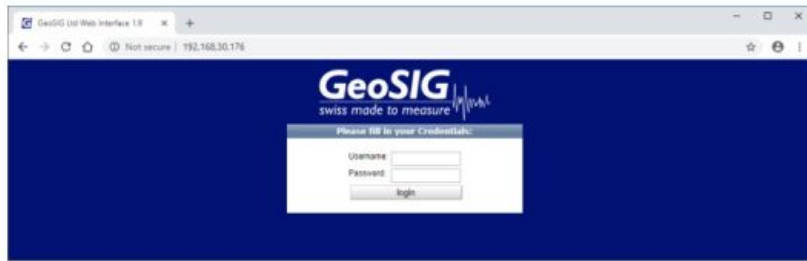 GeoSIG Ltd Web Interface 1.9
Not secure | 192.168.30.176
GeoSIG
swiss made to measure
Please fill in your Credentials:
Username:
Password:
login